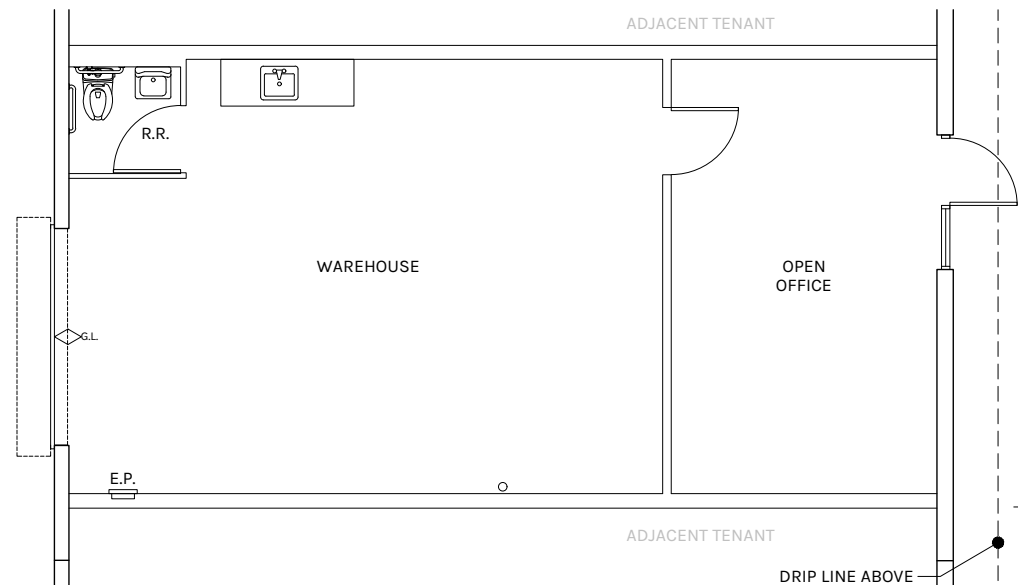 ADJACENT TENANT
R.R.
WAREHOUSE
OPEN
OFFICE
G.L.
E.P.
ADJACENT TENANT
DRIP LINE ABOVE